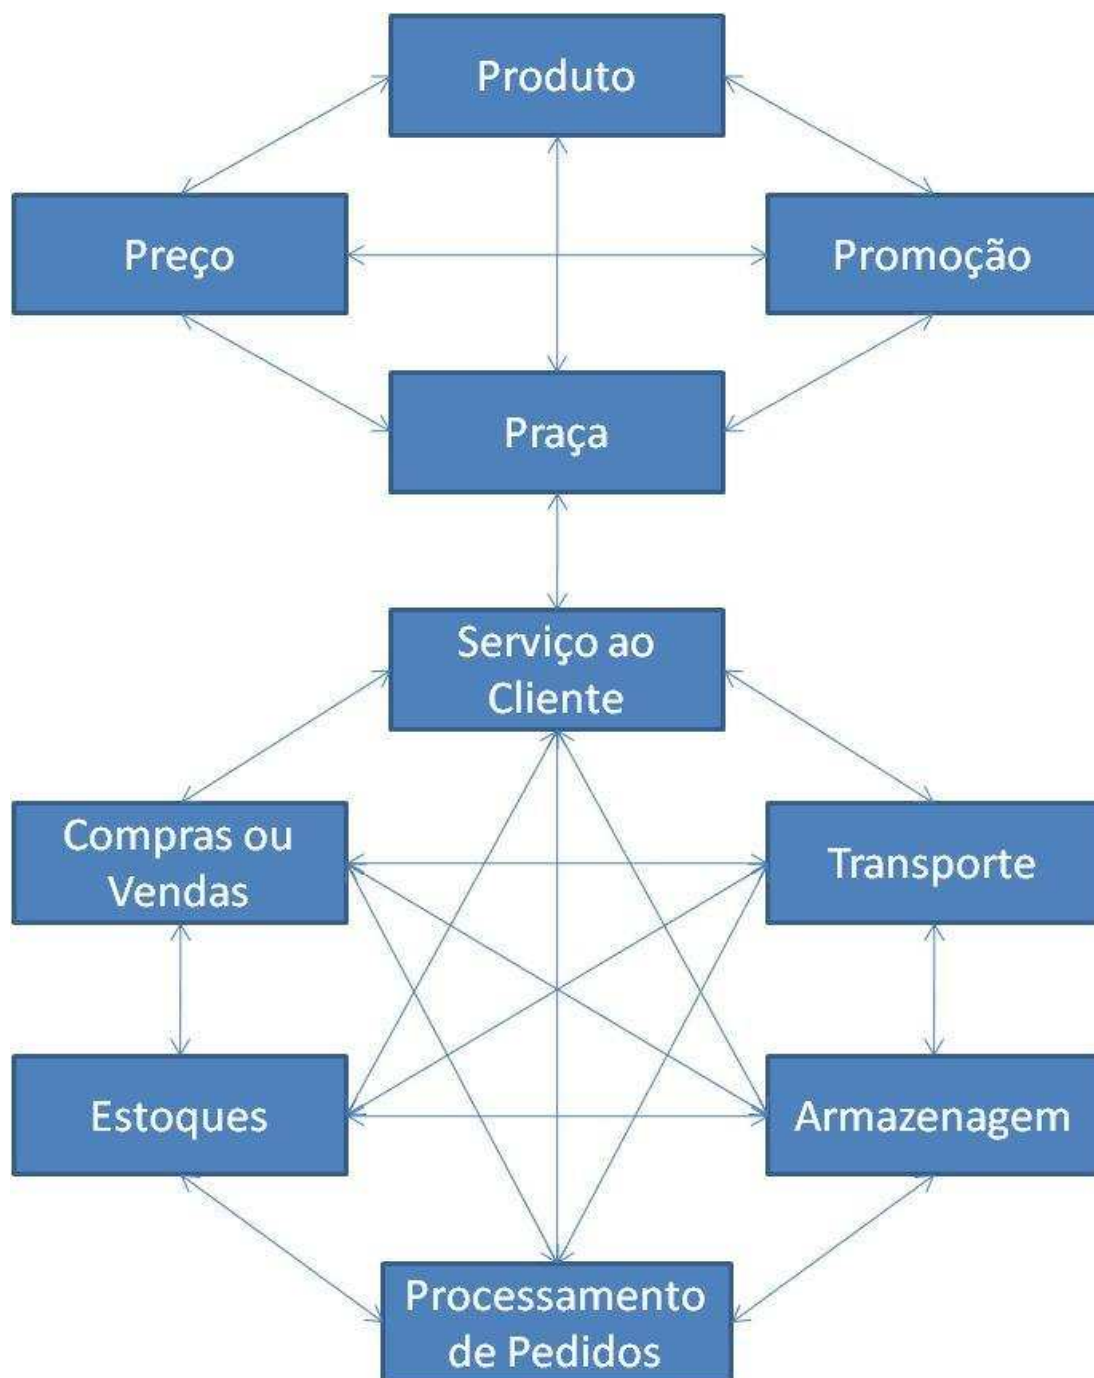 Produto
Preço
Promoção
Praça
Serviço ao
Cliente
Compras ou
Vendas
Transporte
Estoques
Armazenagem
Processamento
de Pedidos